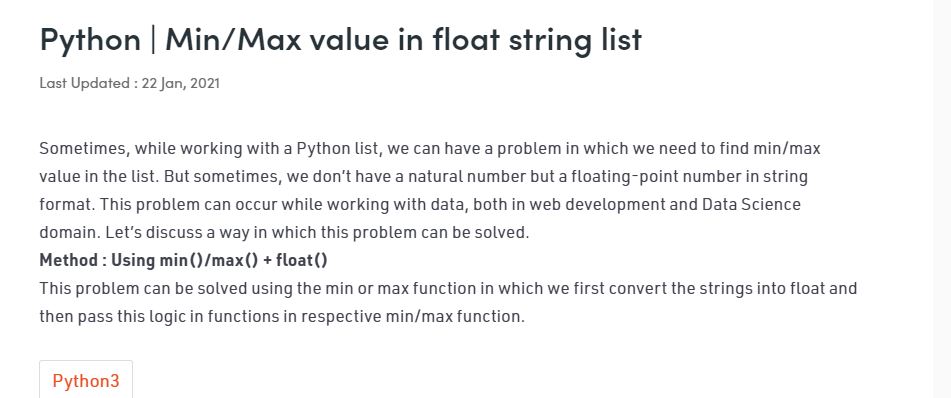 Python | Min/Max value in float string list
Last Updated : 22 Jan, 2021
Sometimes, while working with a Python list, we can have a problem in which we need to find min/max
value in the list. But sometimes, we don't have a natural number but a floating-point number in string
format. This problem can occur while working with data, both in web development and Data Science
domain. Let's discuss a way in which this problem can be solved.
Method : Using min()/max() + float()
This problem can be solved using the min or max function in which we first convert the strings into float and
then pass this logic in functions in respective min/max function.
Python3